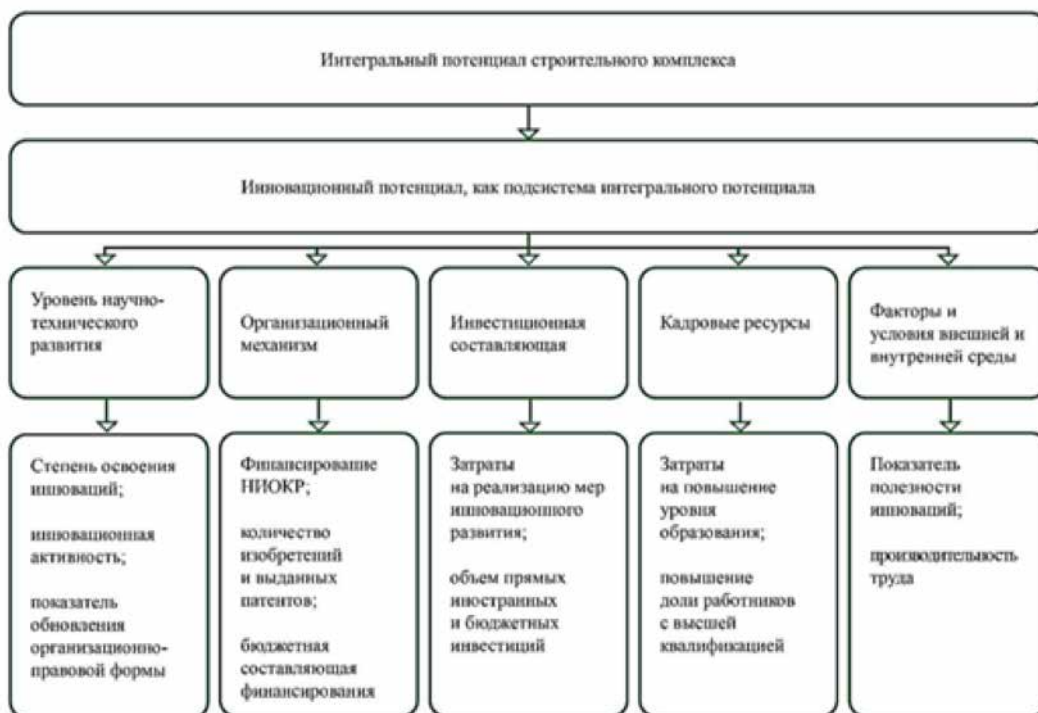 Интегральный потенциал строительного комплекса
Инновационный потенциал, как подсистема интегрального потенциала
Уровень научно-
технического
развития
Организационный
механизм
Инвестиционная
составляющая
Кадровые ресурсы
Факторы и
условия внешней и
внутренней среды
Степень освоения
инноваций;
инновационная
активность;
показатель
обновления
организационно-
правовой формы
Финансирование
НИОКР;
количество
изобретений
и выданных
патентов;
бюджетная
составляющая
финансирования
Затраты
на реализацию мер
инновационного
развития;
объем прямых
иностранных
и бюджетных
инвестиций
Затраты
на повышение
уровня
образования;
повышение
доли работников
с высшей
квалификацией
Показатель
полезности
инноваций;
производительность
труда